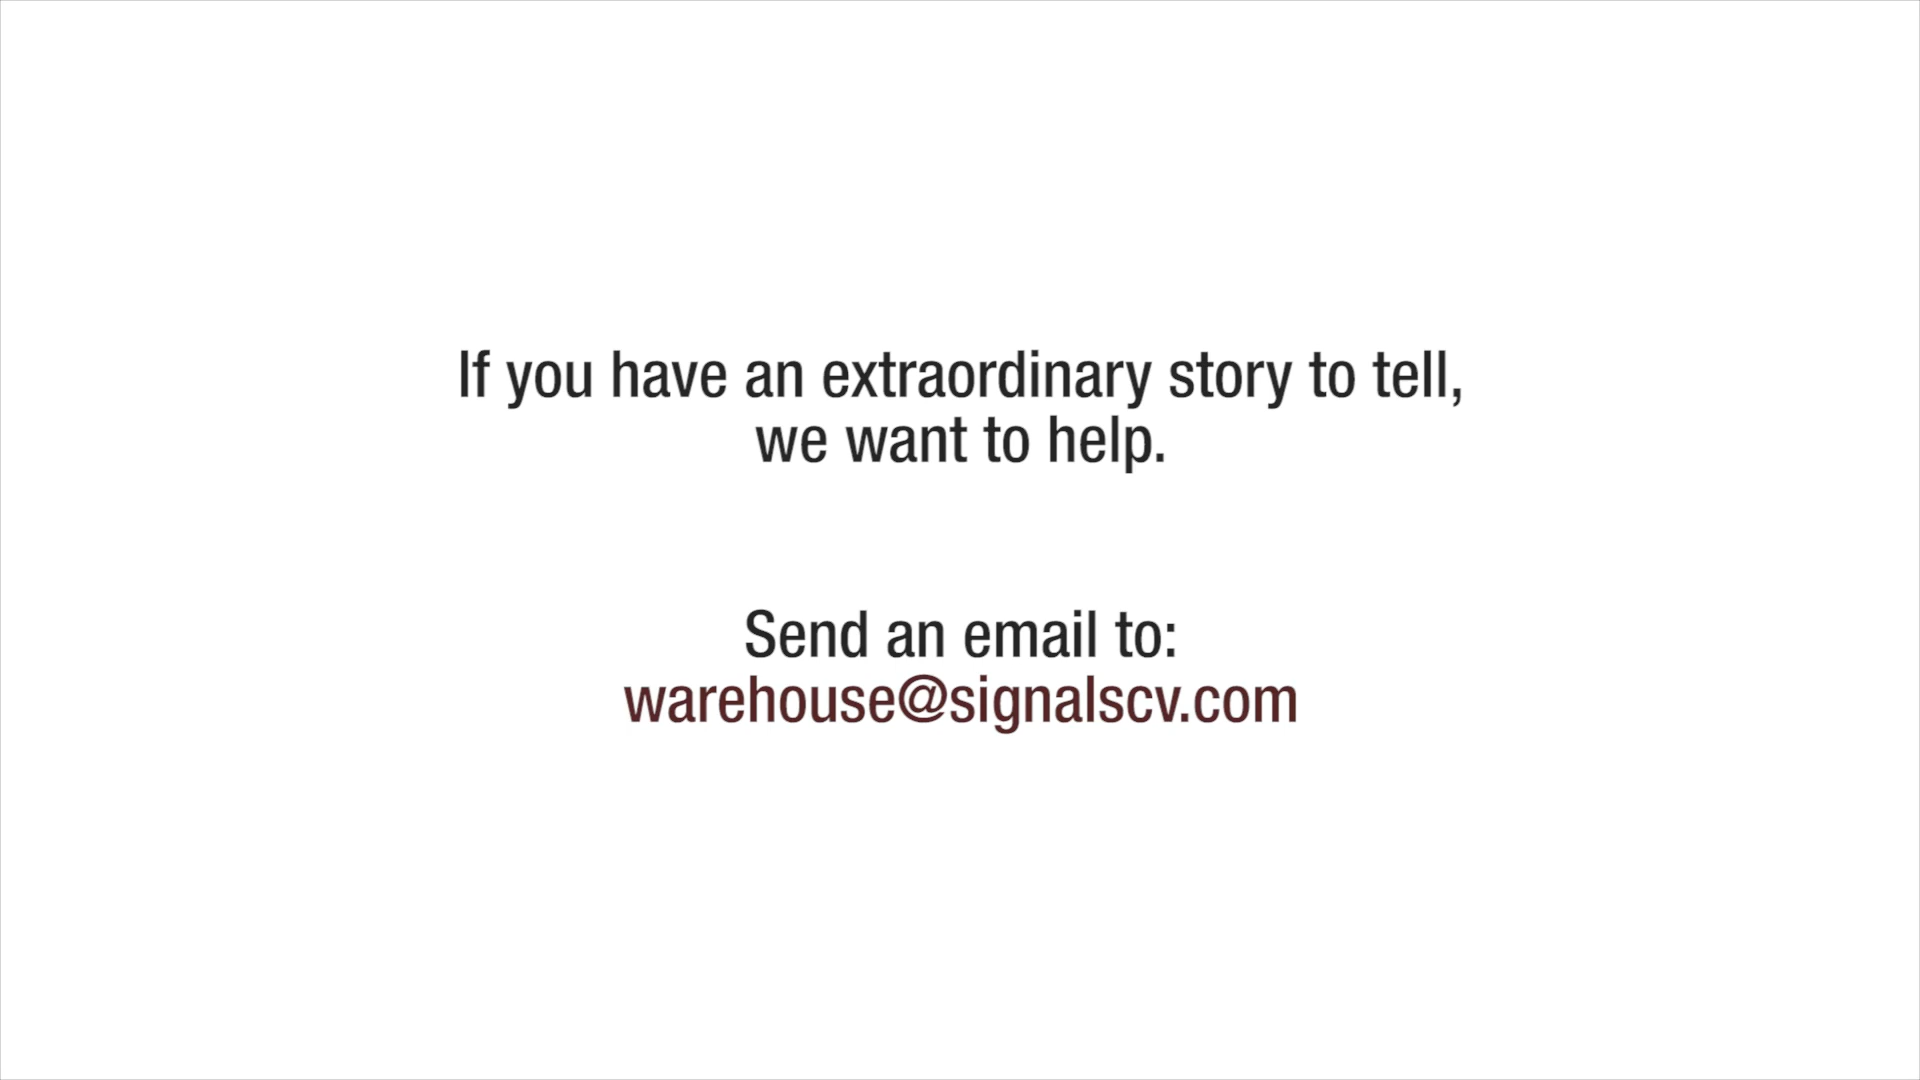 If you have an extraordinary story to tell,
we want to help.
Send an email to:
warehouse@signalscv.com